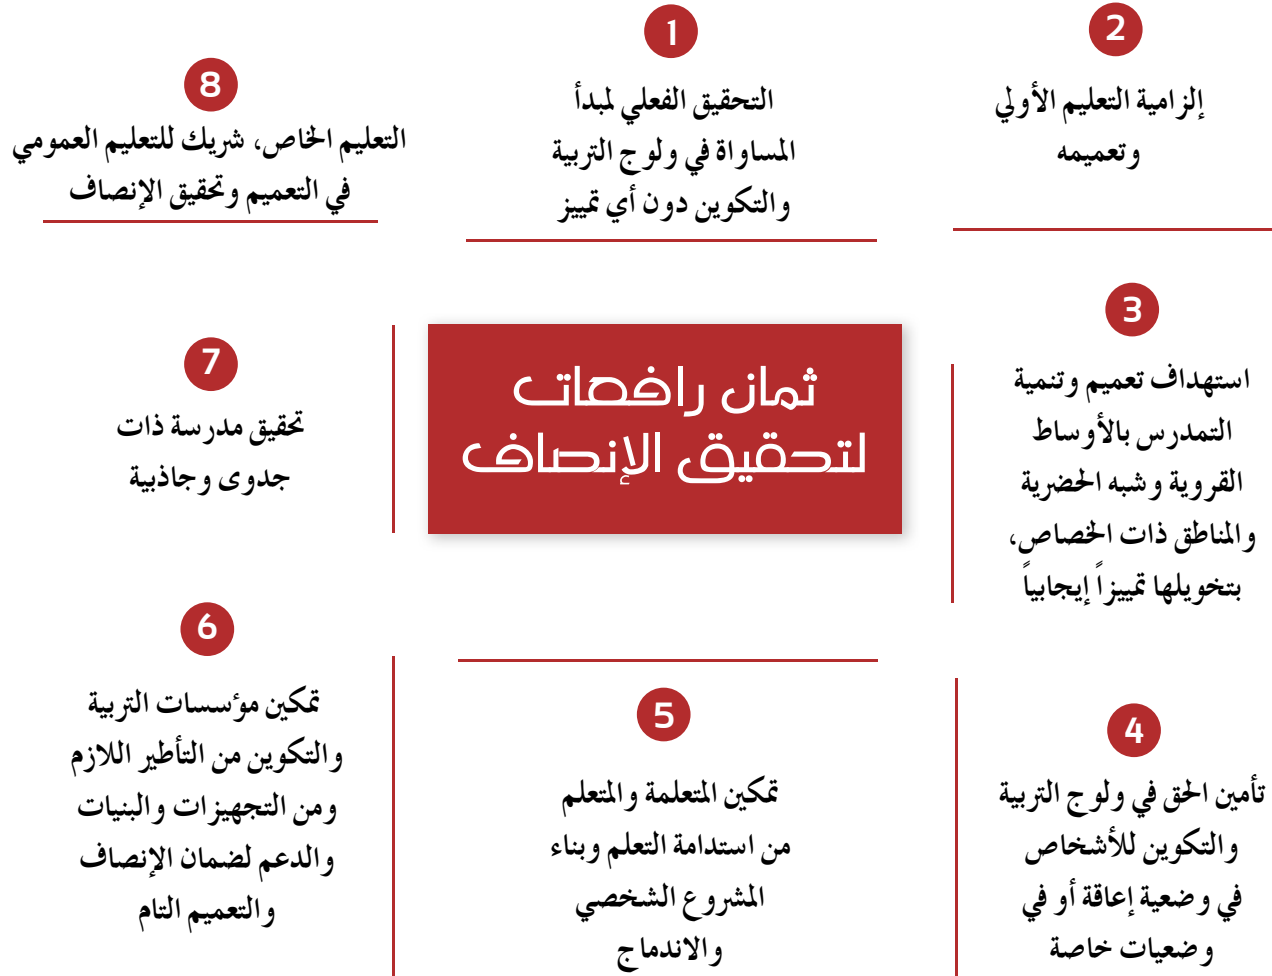 ثمان رافعات
لتحقيق الإنصاف
1
التحقيق الفعلي لمبدأ
المساواة في ولوج التربية
والتكوين دون أي تمييز
2
إلزامية التعليم الأولي
وتعميمه
3
استهداف تعميم وتنمية
التمدرس بالأوساط
القروية وشبه الحضرية
والمناطق ذات الخصاص،
بتخويلها تمييزاً إيجابياً
4
تأمين الحق في ولوج التربية
والتكوين للأشخاص
في وضعية إعاقة أو في
وضعيات خاصة
5
تمكين المتعلمة والمتعلم
من استدامة التعلم وبناء
المشروع الشخصي
والاندماج
6
تمكين مؤسسات التربية
والتكوين من التأطير اللازم
ومن التجهيزات والبنيات
والدعم لضمان الإنصاف
والتعميم التام
7
تحقيق مدرسة ذات
جدوى وجاذبية
8
التعليم الخاص، شريك للتعليم العمومي
في التعميم وتحقيق الإنصاف